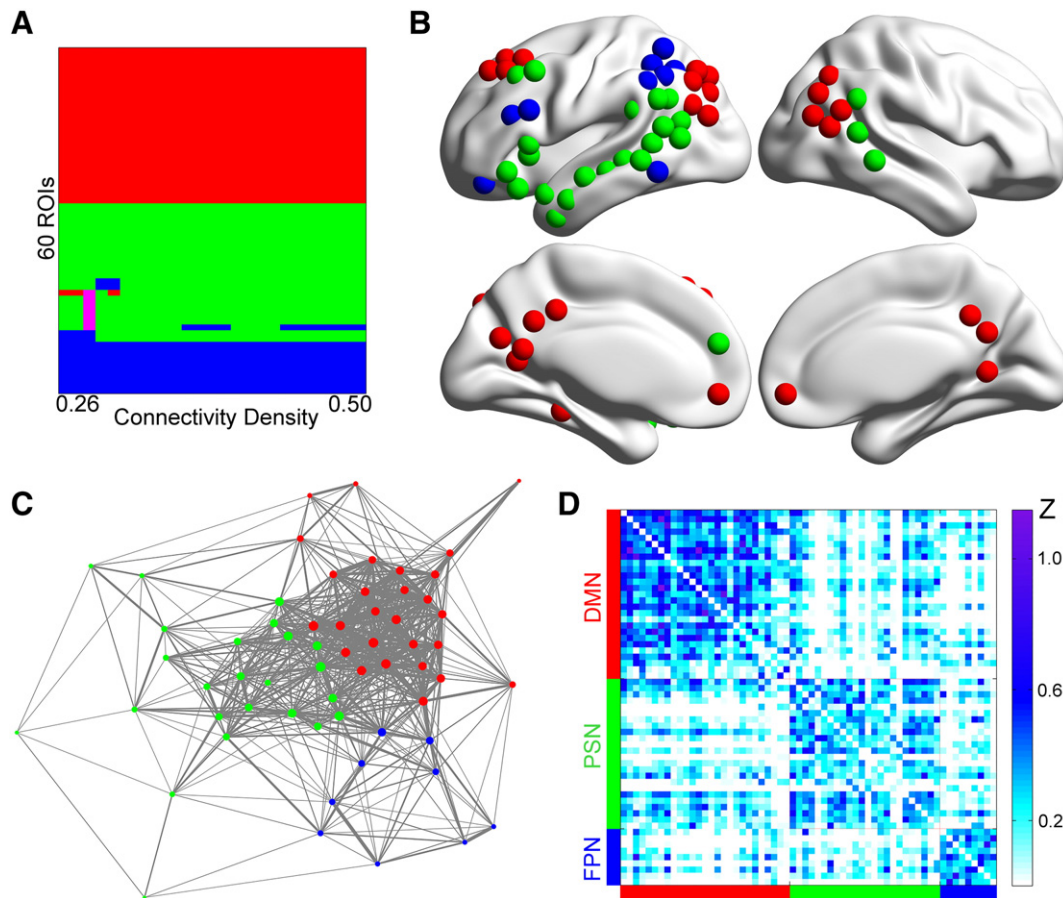 A
60 ROIs
0.26
0.50
Connectivity Density
B
C
D
DMN
PSN
FPN
Z
1.0
0.6
0.2